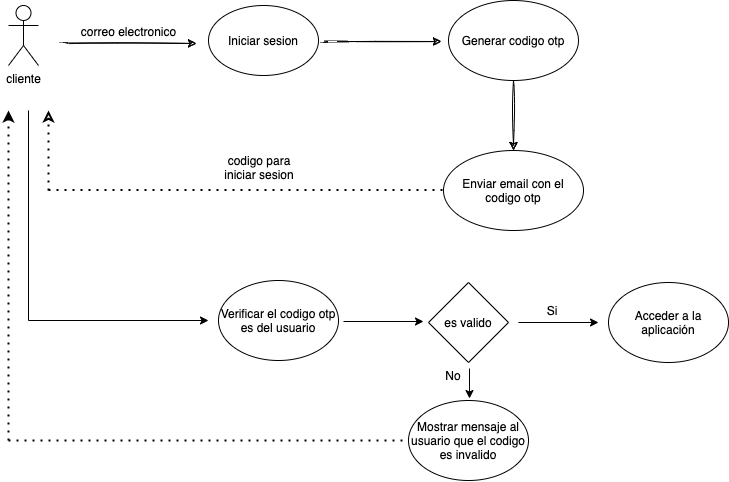 correo electronico
Iniciar sesion
Generar codigo otp
cliente
codigo para
iniciar sesion
Enviar email con el
codigo otp
Verificar el codigo otp
es del usuario
es valido
Si
Acceder a la
aplicación
No
Mostrar mensaje al
usuario que el codigo
es invalido